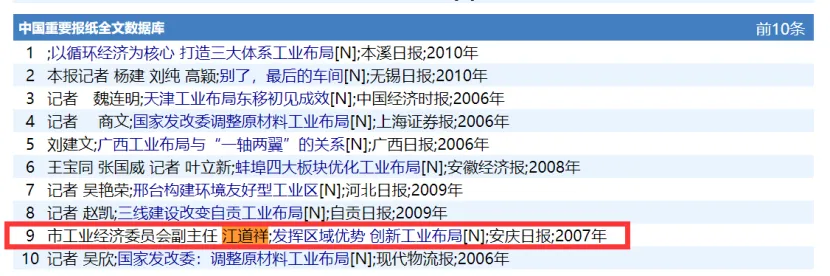 中国重要报纸全文数据库 前10条
1 ;以循环经济为核心 打造三大体系工业布局[N];本溪日报;2010年
2 本报记者 杨建 刘纯 高颖;别了，最后的车间[N];无锡日报;2010年
3 记者 魏连明;天津工业布局东移初见成效[N];中国经济时报;2006年
4 记者 商文;国家发改委调整原材料工业布局[N];上海证券报;2006年
5 刘建文;广西工业布局与“一轴两翼”的关系[N];广西日报;2006年
6 王宝同 张国威 记者 叶立新;蚌埠四大板块优化工业布局[N];安徽经济报;2008年
7 记者 吴艳荣;邢台构建环境友好型工业区[N];河北日报;2009年
8 记者 赵凯;三线建设改变自贡工业布局[N];自贡日报;2009年
9 市工业经济委员会副主任 江道祥;发挥区域优势 创新工业布局[N];安庆日报;2007年
10 记者 吴欣;国家发改委：调整原材料工业布局[N];现代物流报;2006年